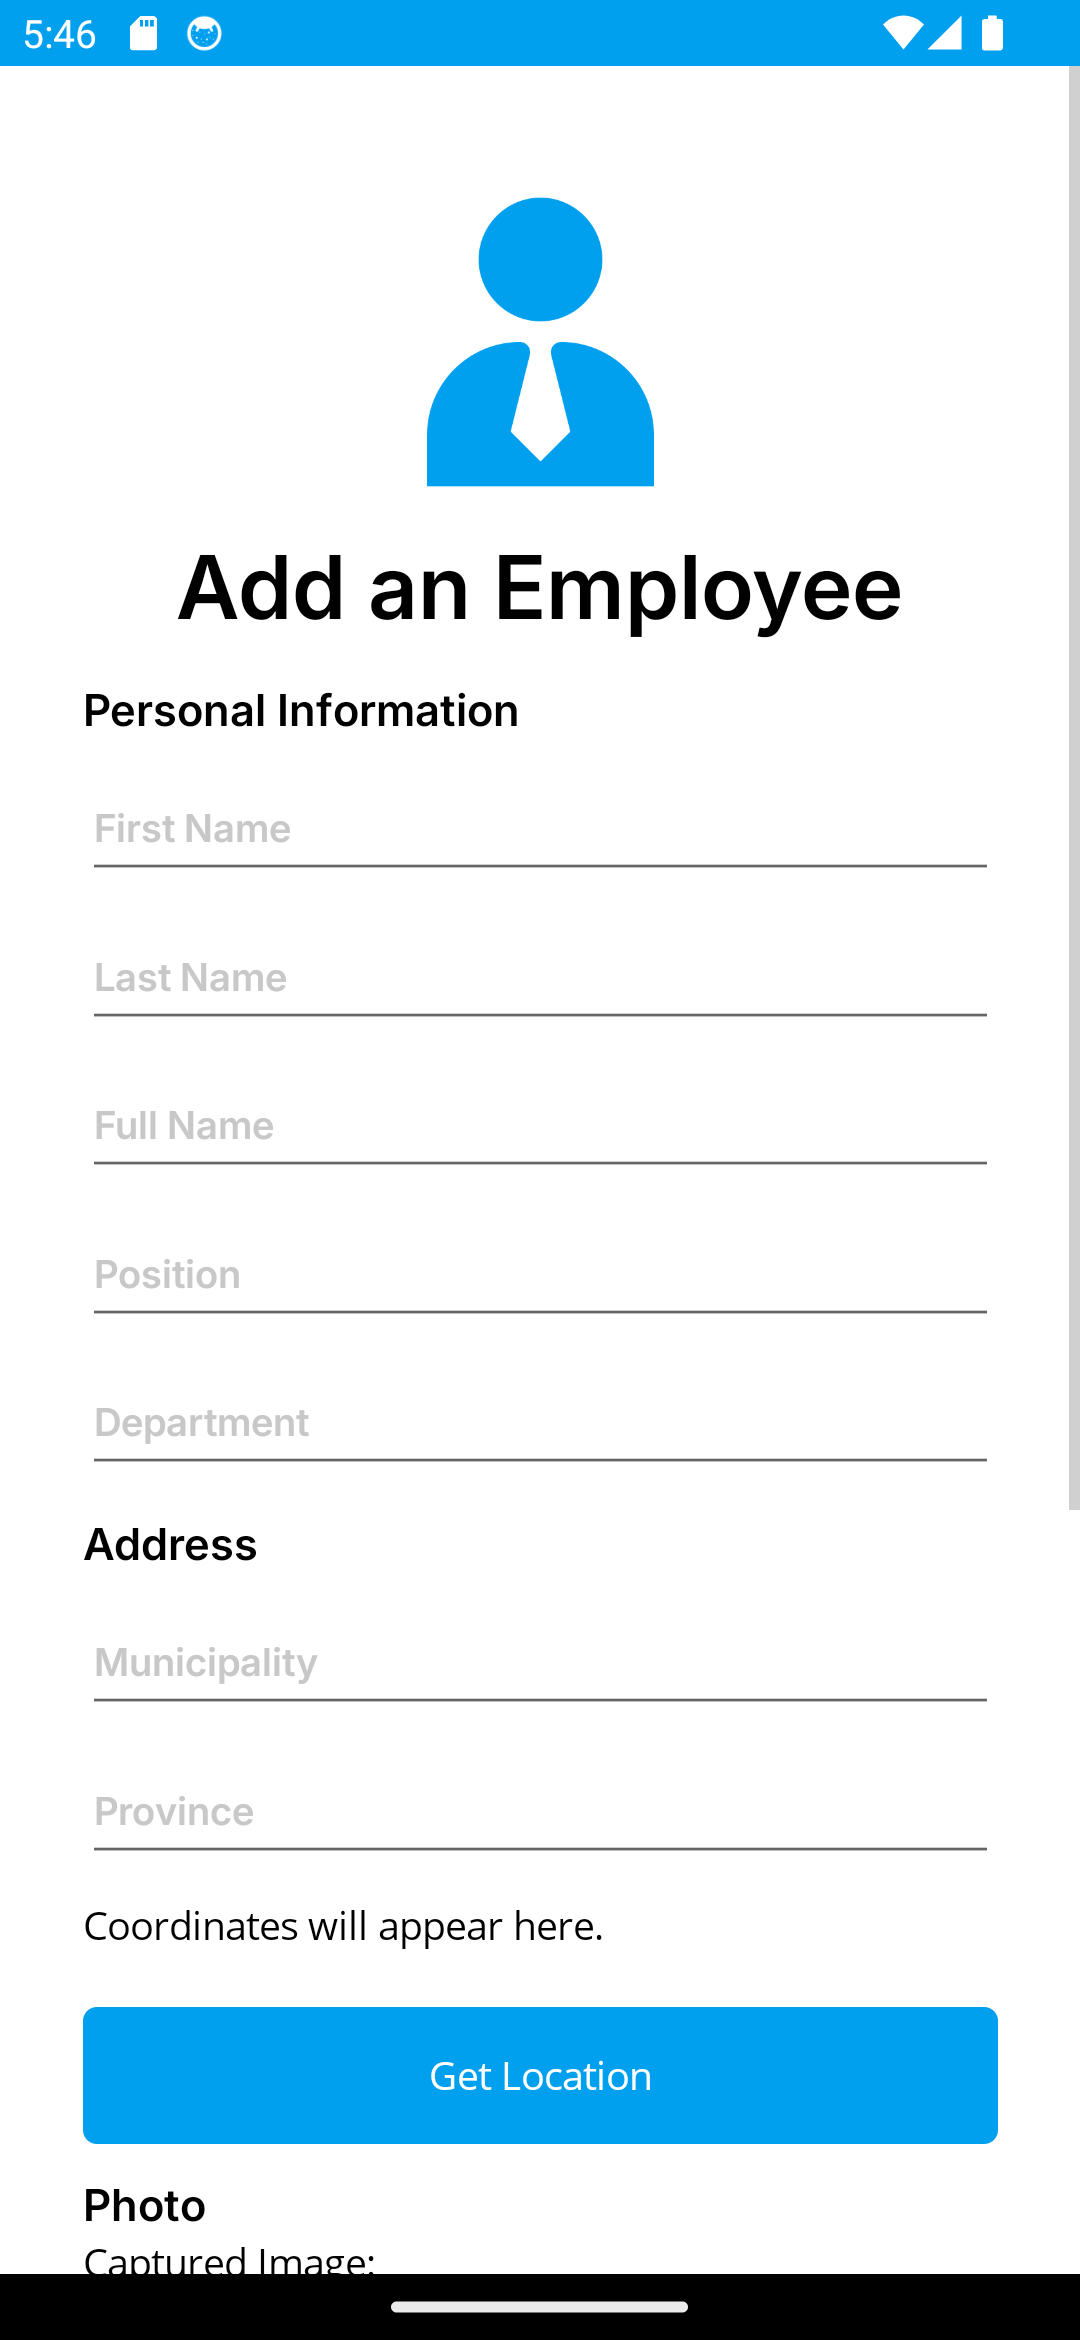 5:46
Add an Employee
Personal Information
First Name
Last Name
Full Name
Position
Department
Address
Municipality
Province
Coordinates will appear here.
Get Location
Photo
Captured Image: